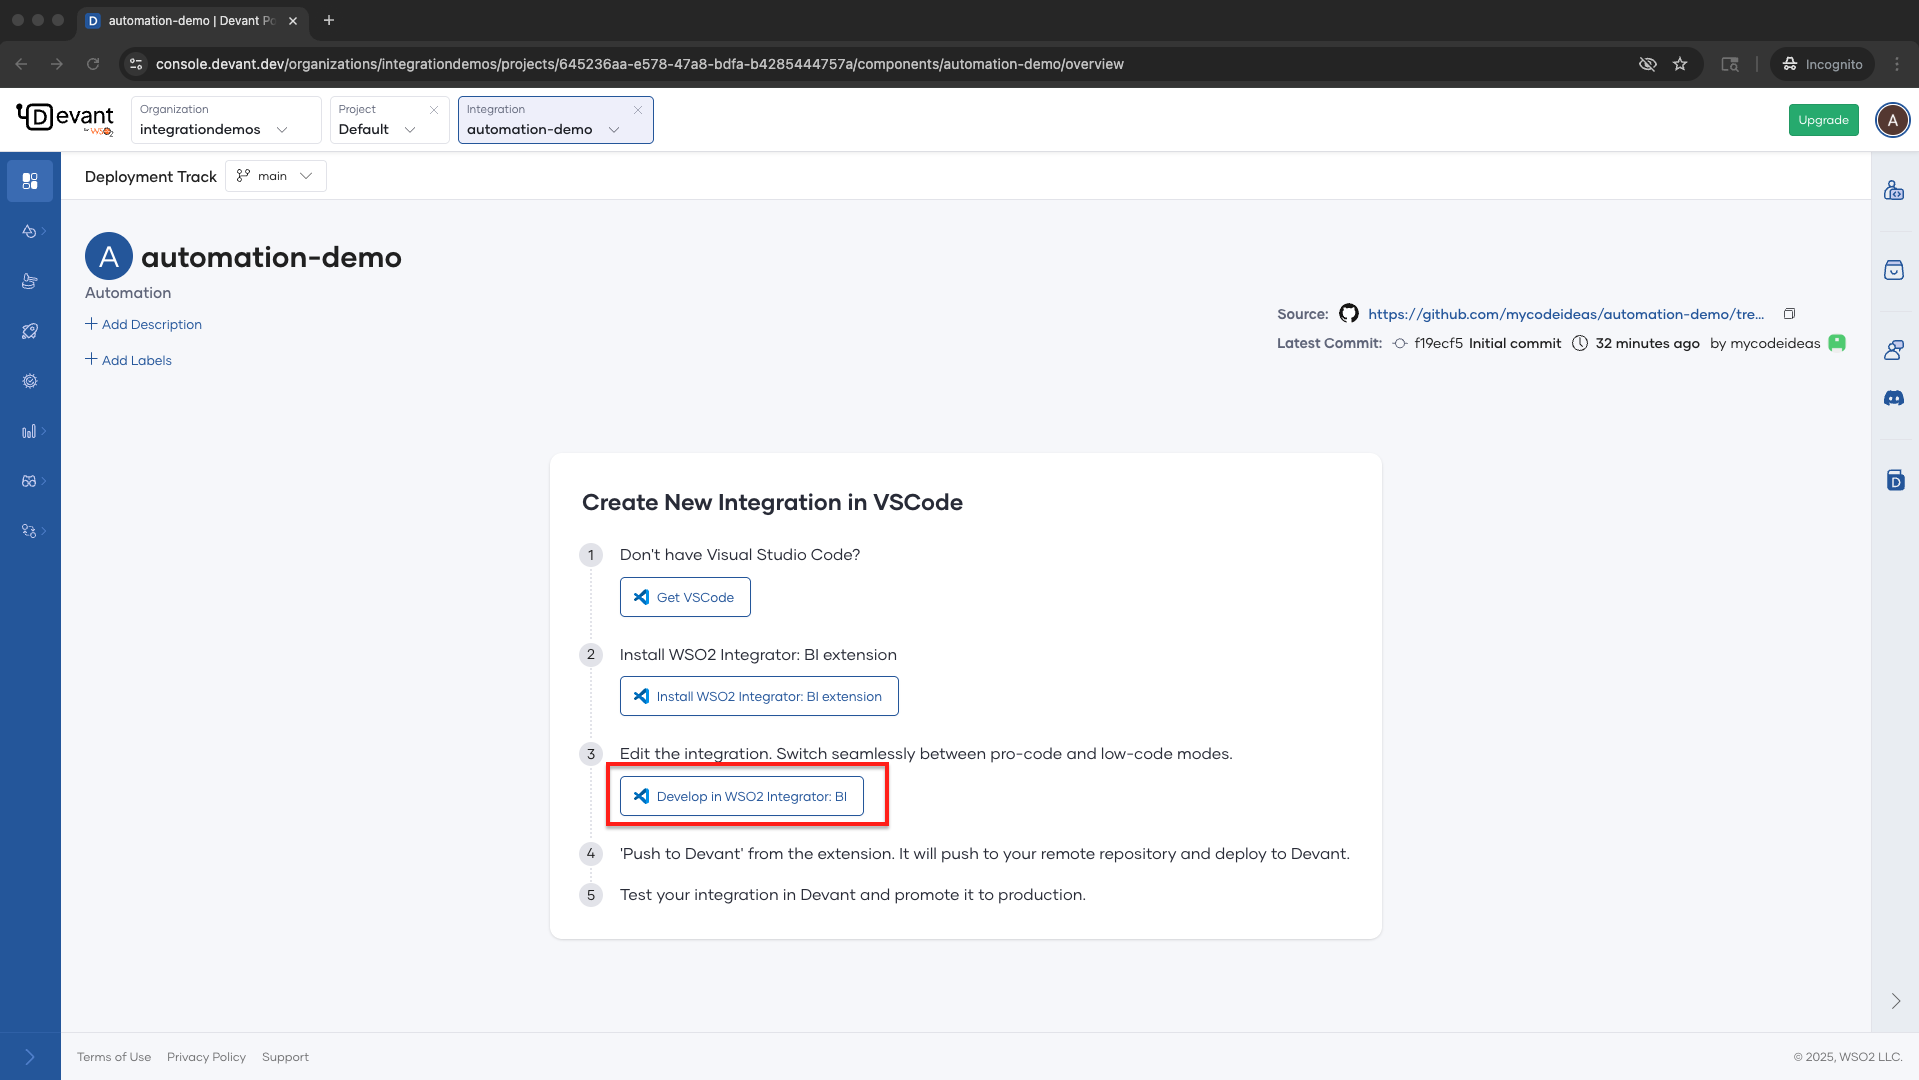 D automation-demo | Devant Po
console.devant.dev/organizations/integrationdemos/projects/645236aa-e578-47a8-bdfa-b4285444757a/components/automation-demo/overview
Incognito
Devant
by WSO2
Organization
integrationdemos
Project
Default
Integration
automation-demo
Upgrade
A
Deployment Track
main
A
automation-demo
Automation
Add Description
Add Labels
Source: https://github.com/mycodeideas/automation-demo/tre...
Latest Commit: f19ecf5 Initial commit 32 minutes ago by mycodeideas
Create New Integration in VSCode
1 Don't have Visual Studio Code?
Get VSCode
2 Install WSO2 Integrator: BI extension
Install WSO2 Integrator: BI extension
3 Edit the integration. Switch seamlessly between pro-code and low-code modes.
Develop in WSO2 Integrator: BI
4 'Push to Devant' from the extension. It will push to your remote repository and deploy to Devant.
5 Test your integration in Devant and promote it to production.
D
Terms of Use Privacy Policy Support
© 2025, WSO2 LLC.